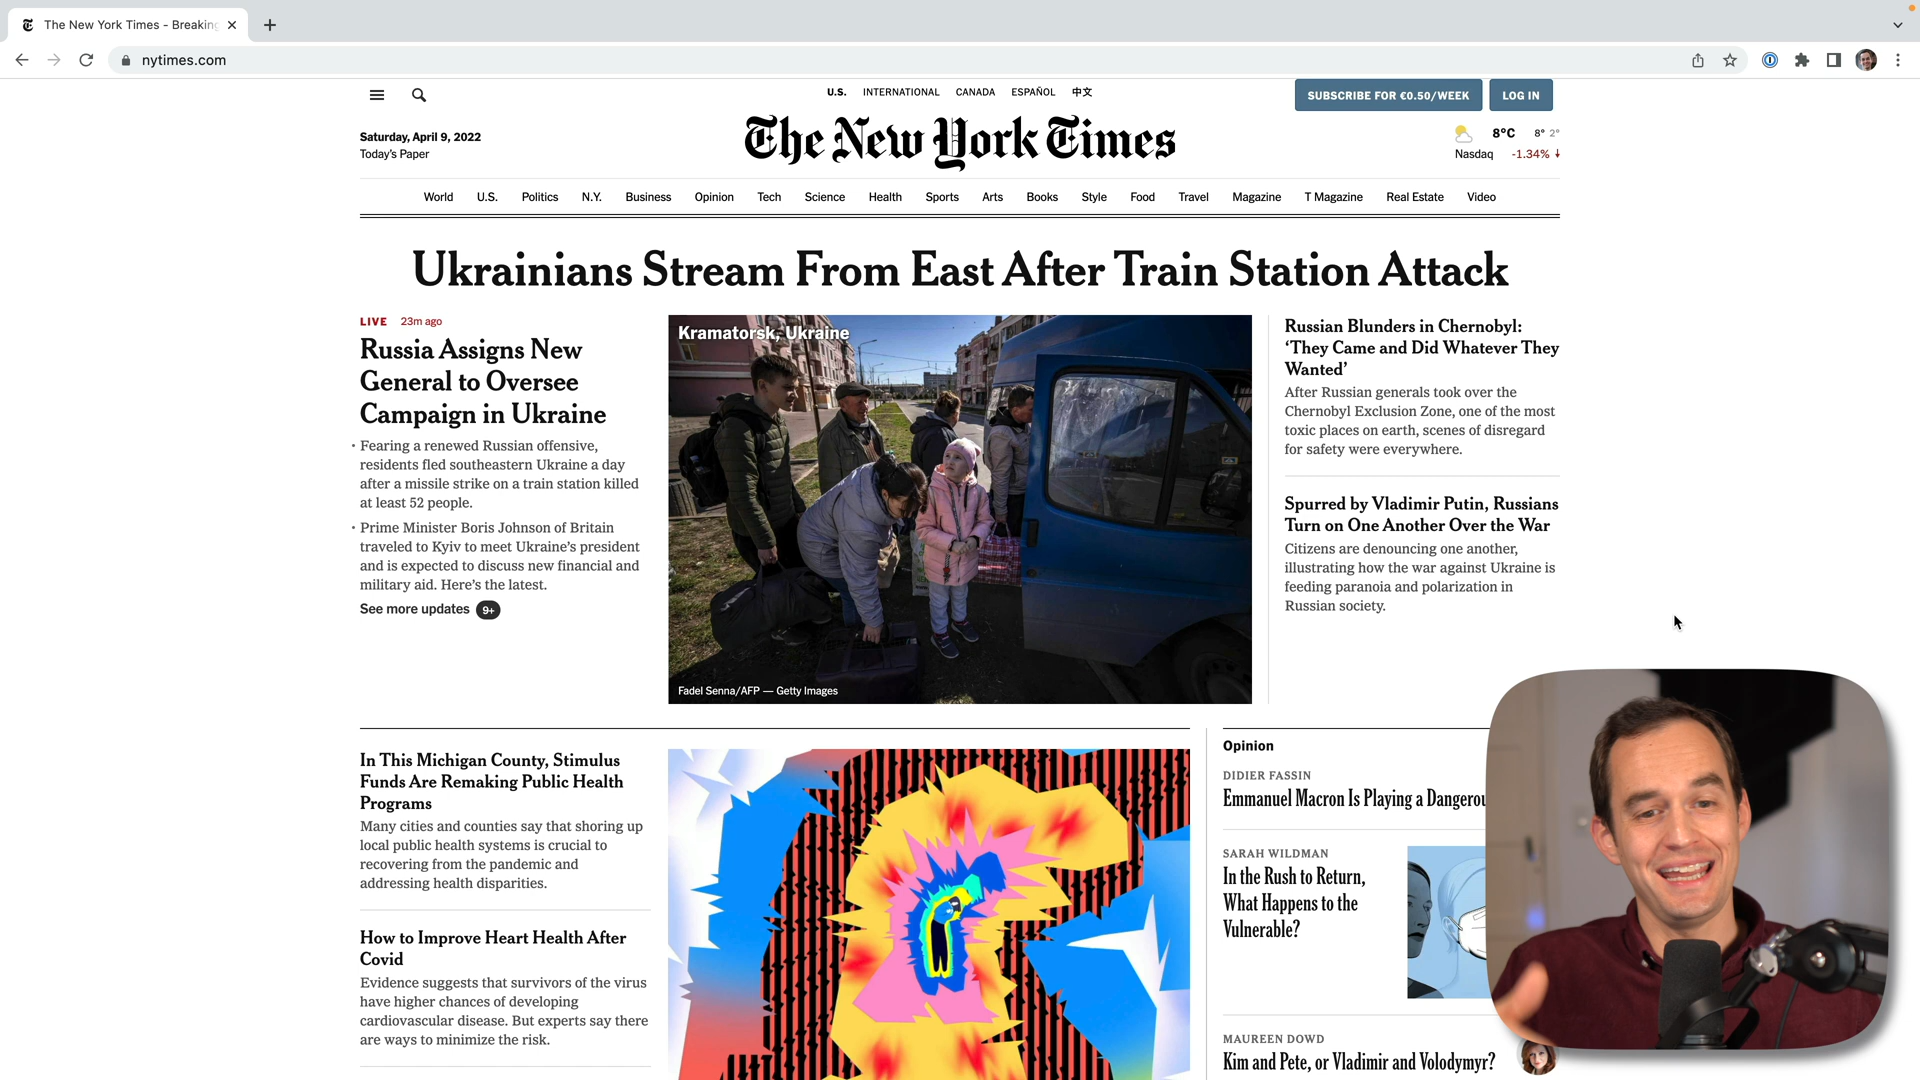 The New York Times - Breaking
nytimes.com
U.S. INTERNATIONAL CANADA ESPAÑOL 中文
SUBSCRIBE FOR €0.50/WEEK
LOG IN
Saturday, April 9, 2022
Today's Paper
The New York Times
8°C 8° 2°
Nasdaq -1.34%
World U.S. Politics N.Y. Business Opinion Tech Science Health Sports Arts Books Style Food Travel Magazine T Magazine Real Estate Video
Ukrainians Stream From East After Train Station Attack
LIVE 23m ago
Russia Assigns New
General to Oversee
Campaign in Ukraine
Fearing a renewed Russian offensive,
residents fled southeastern Ukraine a day
after a missile strike on a train station killed
at least 52 people.
Prime Minister Boris Johnson of Britain
traveled to Kyiv to meet Ukraine's president
and is expected to discuss new financial and
military aid. Here's the latest.
See more updates 9+
Kramatorsk, Ukraine
Fadel Senna/AFP — Getty Images
Russian Blunders in Chernobyl:
‘They Came and Did Whatever They
Wanted’
After Russian generals took over the
Chernobyl Exclusion Zone, one of the most
toxic places on earth, scenes of disregard
for safety were everywhere.
Spurred by Vladimir Putin, Russians
Turn on One Another Over the War
Citizens are denouncing one another,
illustrating how the war against Ukraine is
feeding paranoia and polarization in
Russian society.
In This Michigan County, Stimulus
Funds Are Remaking Public Health
Programs
Many cities and counties say that shoring up
local public health systems is crucial to
recovering from the pandemic and
addressing health disparities.
How to Improve Heart Health After
Covid
Evidence suggests that survivors of the virus
have higher chances of developing
cardiovascular disease. But experts say there
are ways to minimize the risk.
Opinion
DIDIER FASSIN
Emmanuel Macron Is Playing a
SARAH WILDMAN
In the Rush to Return,
What Happens to the
Vulnerable?
MAUREEN DOWD
Kim and Pete, or Vladimir and Volodymyr?